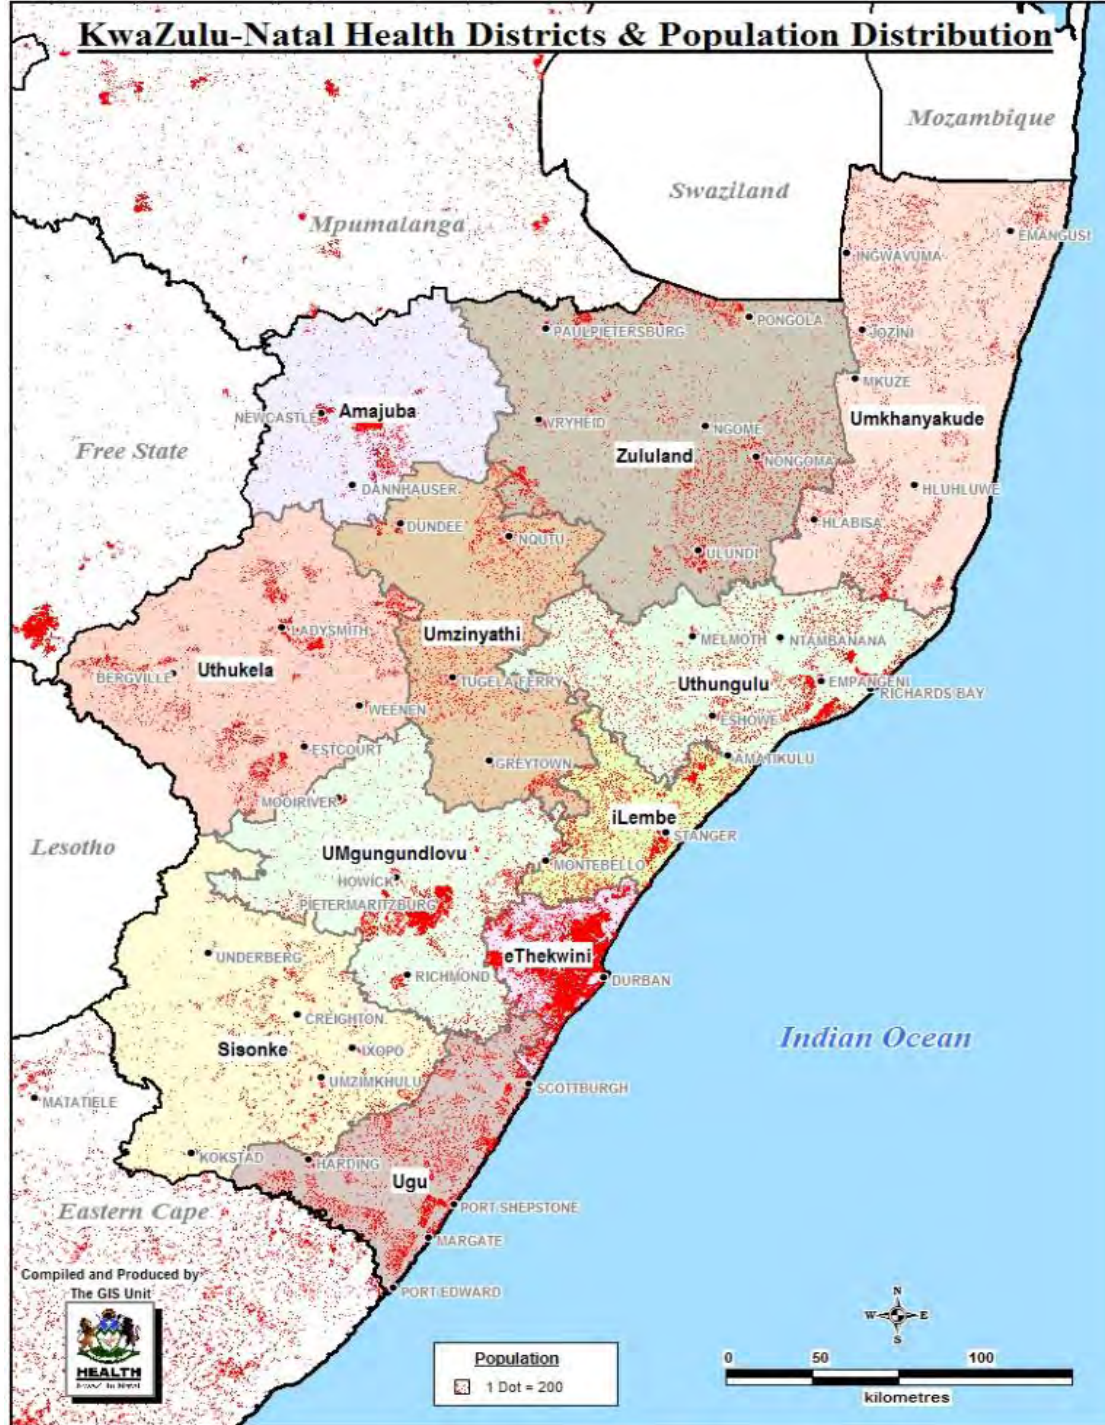 KwaZulu-Natal Health Districts & Population Distribution
Mozambique
Swaziland
Mpumalanga
EMANGUSI
INGWAVUMA
PONGOLA
PAULPIETERSBURG
JOZINI
MKUZE
NEWCASTLE
Amajuba
VRYHEID
NGOME
Umkhanyakude
Free State
Zululand
NONGOMA
DANNHAUSER
HLUHLUWE
DUNDEE
NQUTU
HLABISA
ULUNDI
LADYSMITH
Umzinyathi
MELMOTH
NTAMBANANA
BERGVILLE
Uthukela
TUGELA FERRY
Uthungulu
EMPANGENI
RICHARDS BAY
WEENEN
ESHOWE
ESTCOURT
GREYTOWN
AMATIKULU
MOOIRIVER
iLembe
STANGER
Lesotho
UMgungundlovu
MONTEBELLO
HOWICK
PIETERMARITZBURG
UNDERBERG
eThekwini
RICHMOND
DURBAN
CREIGHTON
Indian Ocean
Sisonke
IXOPO
UMZIMKHULU
SCOTTBURGH
MATATIELE
KOKSTAD
HARDING
Ugu
Eastern Cape
PORT SHEPSTONE
MARGATE
Compiled and Produced by
The GIS Unit
PORT EDWARD
HEALTH
KwaZulu-Natal
N
W E
S
Population
1 Dot = 200
0 50 100
kilometres